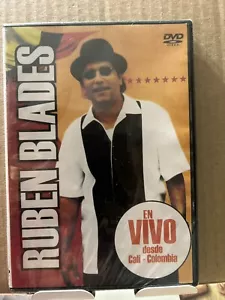 DVD
RUBEN BLADES
EN
VIVO
desde
Cali - Colombia